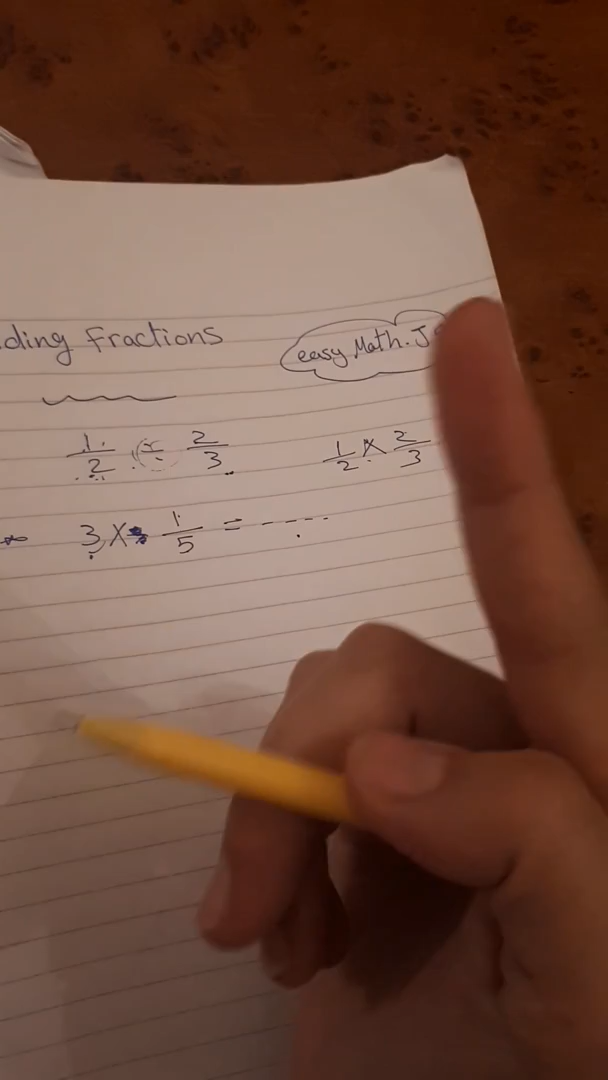 ding Fractions
easy Math.J
1/2 ÷ 2/3 1/2 X 2/3
3 X 1/5 = - - - -